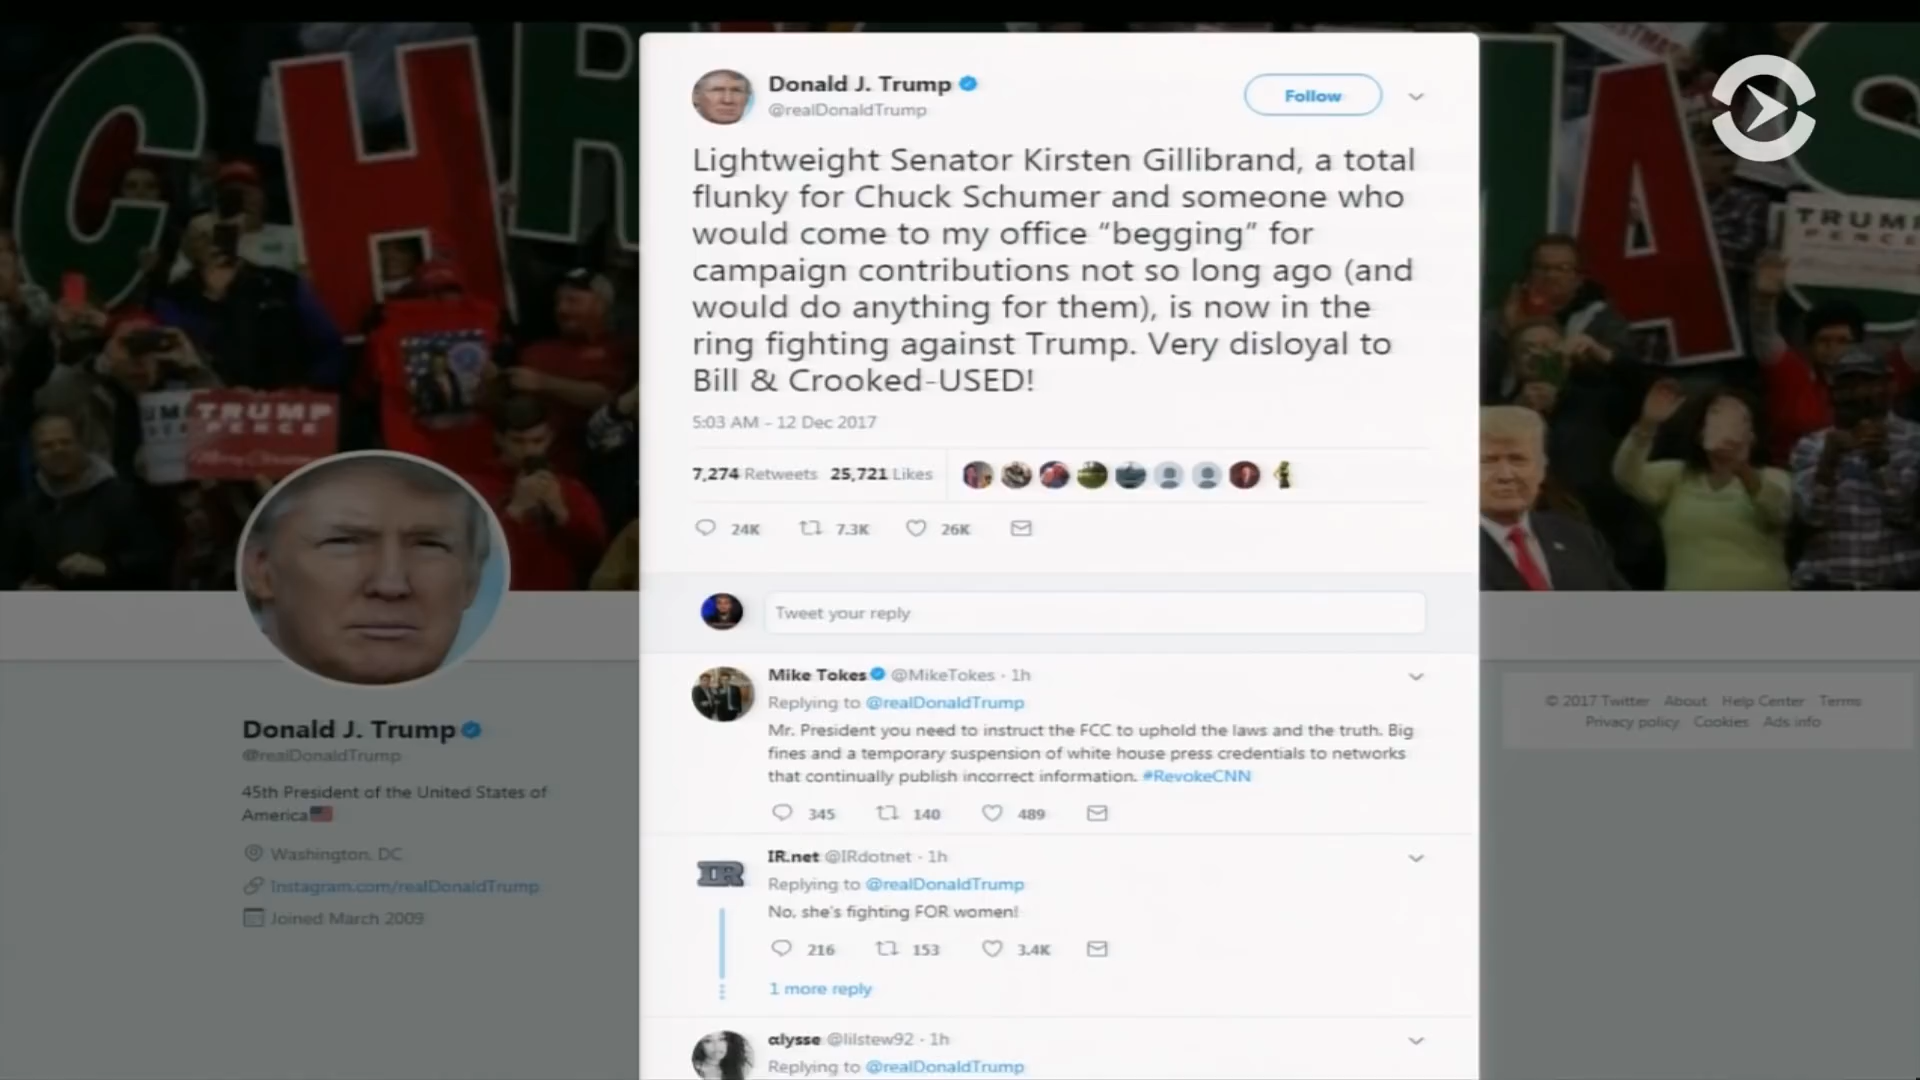 CHR
AS
TRUMP
PENCE
TRUMP
PENCE
Donald J. Trump
@realDonaldTrump
Follow
Lightweight Senator Kirsten Gillibrand, a total
flunky for Chuck Schumer and someone who
would come to my office “begging” for
campaign contributions not so long ago (and
would do anything for them), is now in the
ring fighting against Trump. Very disloyal to
Bill & Crooked-USED!
5:03 AM - 12 Dec 2017
7,274 Retweets 25,721 Likes
24K 7.3K 26K
Tweet your reply
Mike Tokes @MikeTokes · 1h
Replying to @realDonaldTrump
Mr. President you need to instruct the FCC to uphold the laws and the truth. Big
fines and a temporary suspension of white house press credentials to networks
that continually publish incorrect information. #RevokeCNN
345 140 489
IR.net @IRdotnet · 1h
Replying to @realDonaldTrump
No, she's fighting FOR women!
216 153 3.4K
1 more reply
alysse @lilstew92 · 1h
Replying to @realDonaldTrump
Donald J. Trump
@realDonaldTrump
45th President of the United States of
America
Washington, DC
Instagram.com/realDonaldTrump
Joined March 2009
© 2017 Twitter About Help Center Terms
Privacy policy Cookies Ads info